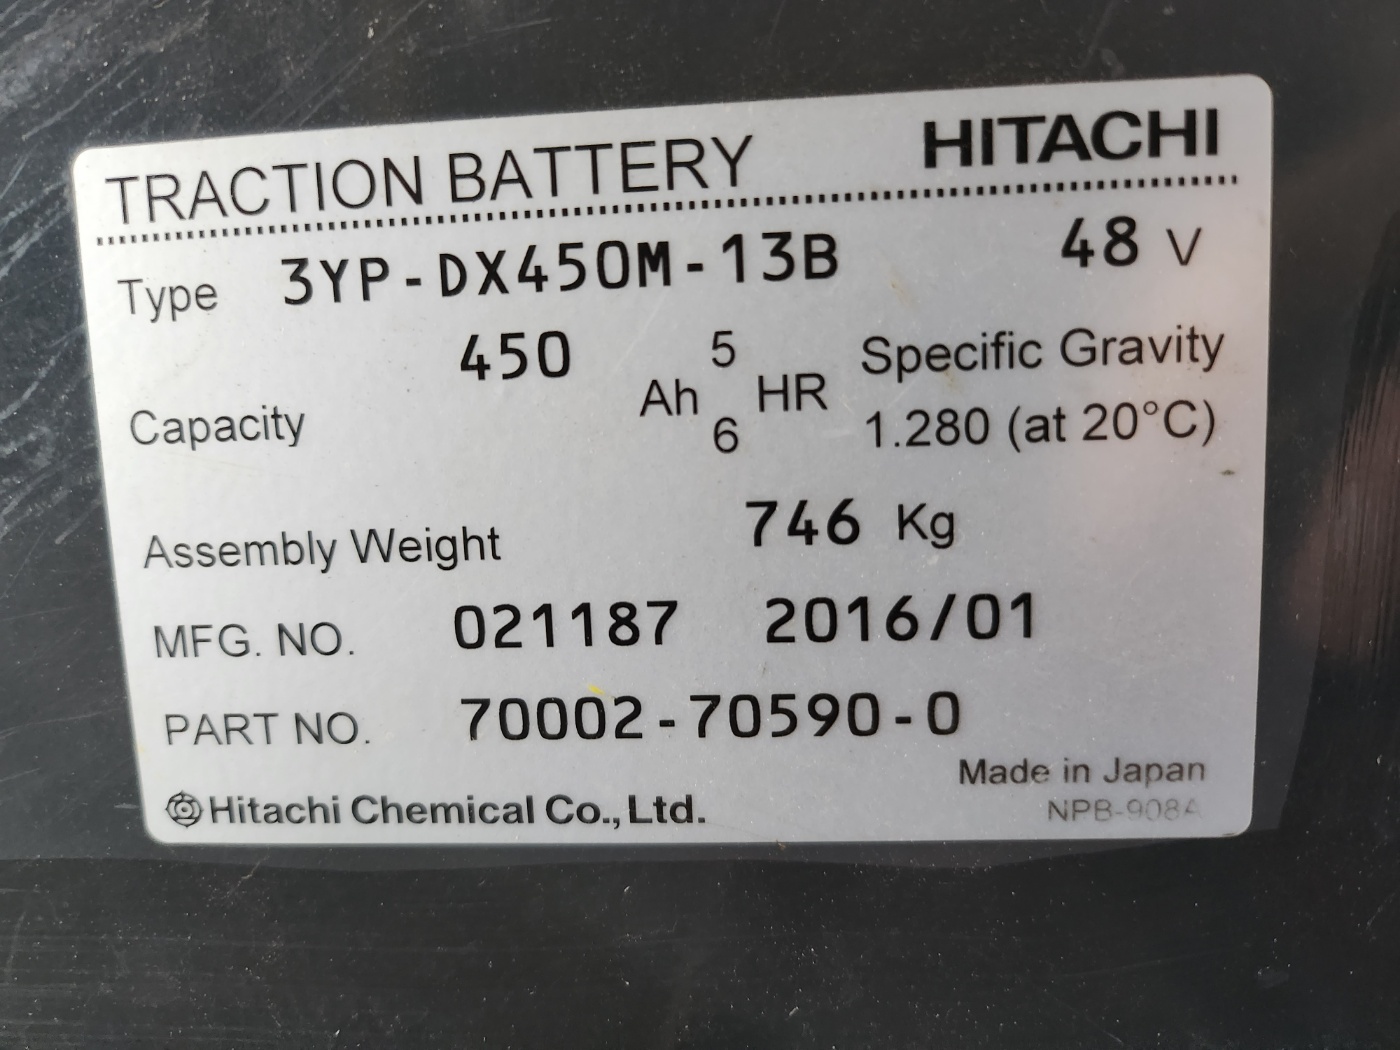 TRACTION BATTERY HITACHI
Type 3YP-DX450M-13B 48 V
Capacity 450 Ah 5 6 HR Specific Gravity
1.280 (at 20°C)
Assembly Weight 746 Kg
MFG. NO. 021187 2016/01
PART NO. 70002-70590-0
Made in Japan
Hitachi Chemical Co., Ltd. NPB-908A